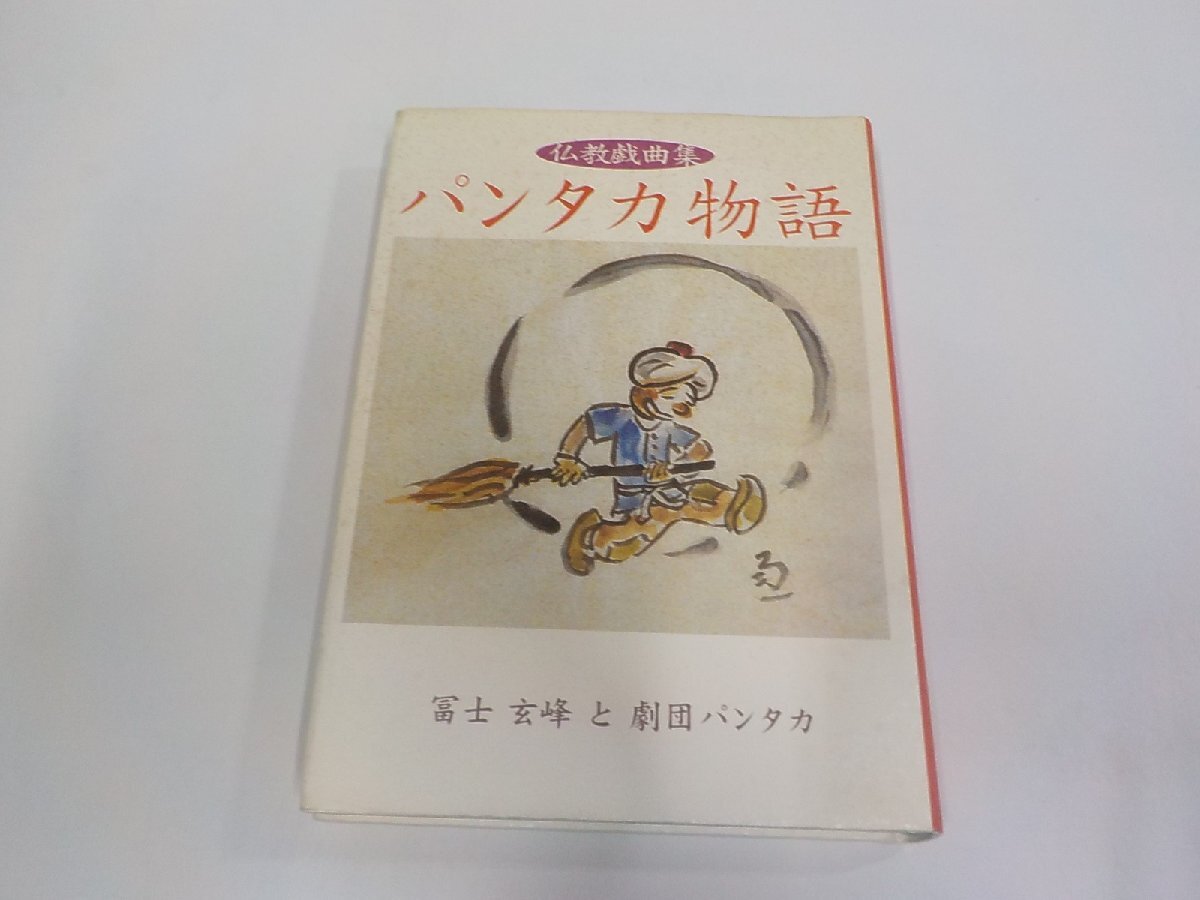 仏教戯曲集
パンタカ物語
冨士 玄峰 と 劇団パンタカ